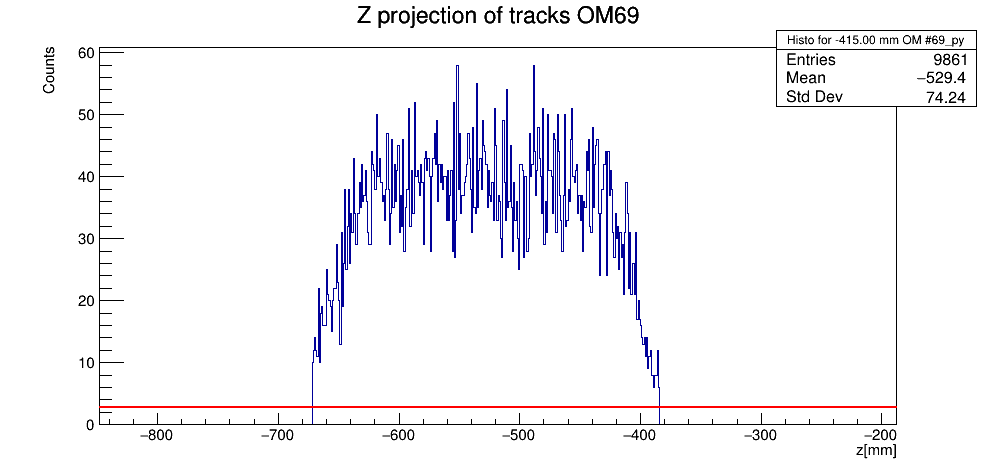 Z projection of tracks OM69
Histo for -415.00 mm OM #69_py
Entries 9861
Mean −529.4
Std Dev 74.24
Counts
60
50
40
30
20
10
0
−800 −700 −600 −500 −400 −300 −200
z[mm]